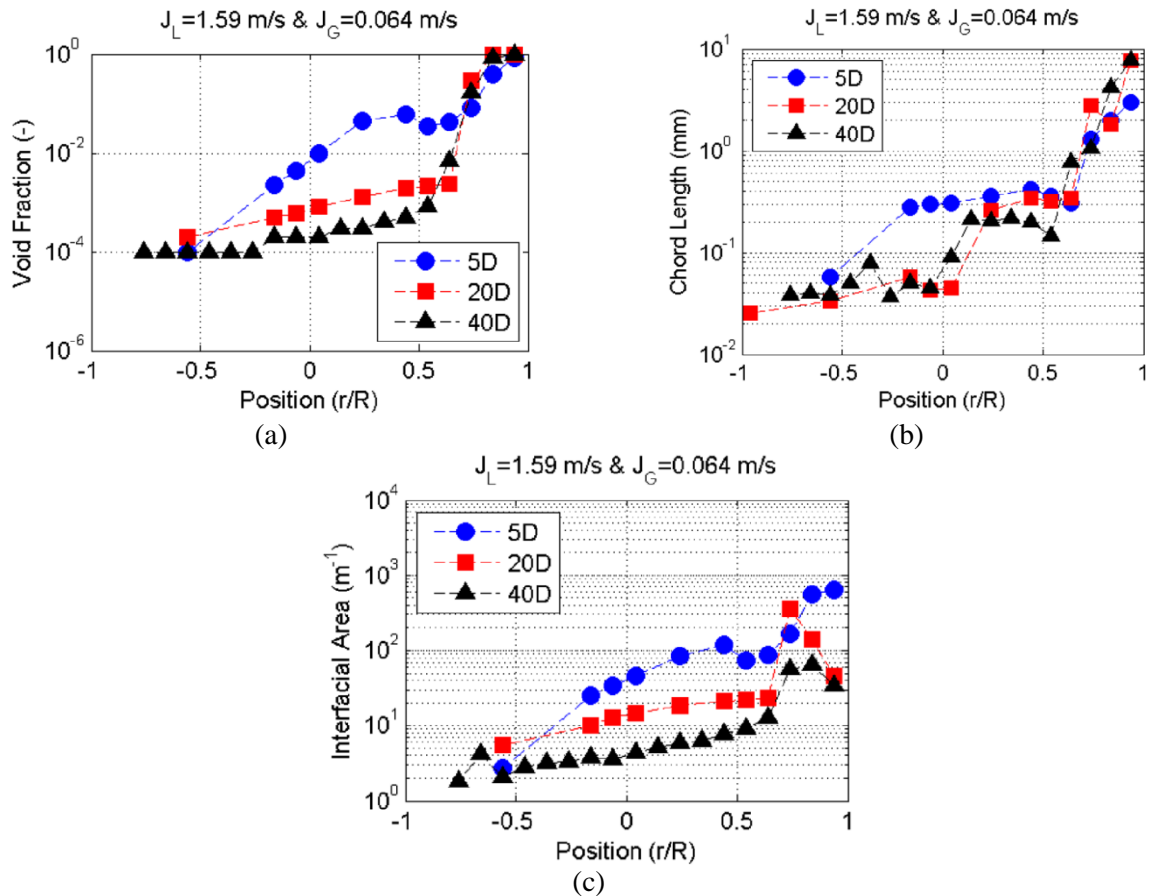 J_L=1.59 m/s & J_G=0.064 m/s
10^0
10^-2
10^-4
10^-6
Void Fraction (-)
5D
20D
40D
-1 -0.5 0 0.5 1
Position (r/R)
(a)
J_L=1.59 m/s & J_G=0.064 m/s
10^1
10^0
10^-1
10^-2
Chord Length (mm)
5D
20D
40D
-1 -0.5 0 0.5 1
Position (r/R)
(b)
J_L=1.59 m/s & J_G=0.064 m/s
10^4
10^3
10^2
10^1
10^0
Interfacial Area (m^-1)
5D
20D
40D
-1 -0.5 0 0.5 1
Position (r/R)
(c)